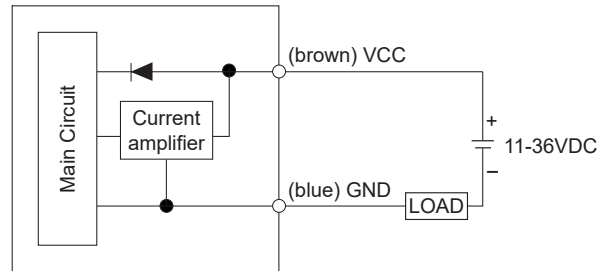 Main Circuit
Current
amplifier
(brown) VCC
+
11-36VDC
−
(blue) GND
LOAD